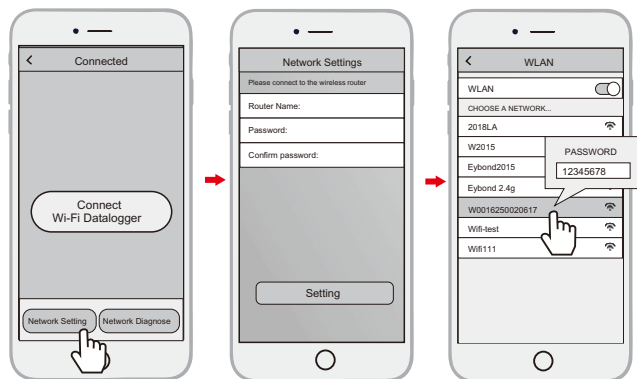 Connected
Connect
Wi-Fi Datalogger
Network Setting
Network Diagnose
Network Settings
Please connect to the wireless router
Router Name:
Password:
Confirm password:
Setting
WLAN
WLAN
CHOOSE A NETWORK...
2018LA
W2015
PASSWORD
Eybond2015
12345678
Eybond 2.4g
W0016250020617
Wifi-test
Wifi111